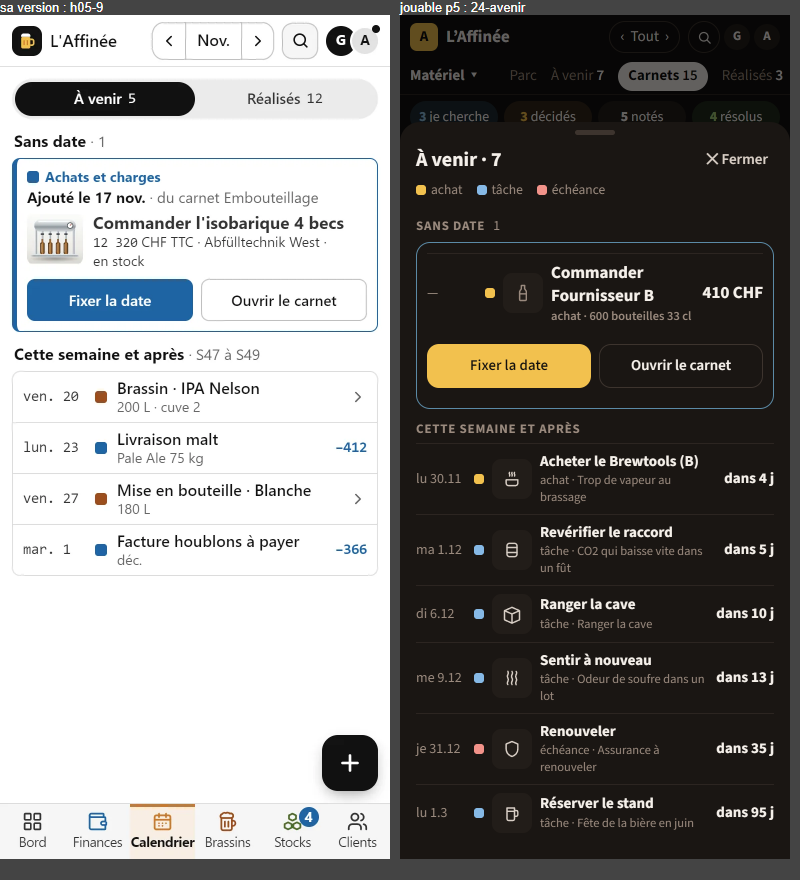 sa version : h05-9
L'Affinée
Nov.
G
A
À venir 5
Réalisés 12
Sans date · 1
Achats et charges
Ajouté le 17 nov. · du carnet Embouteillage
Commander l'isobarique 4 becs
12 320 CHF TTC · Abfülltechnik West ·
en stock
Fixer la date
Ouvrir le carnet
Cette semaine et après · S47 à S49
ven. 20
Brassin · IPA Nelson
200 L · cuve 2
lun. 23
Livraison malt
Pale Ale 75 kg
−412
ven. 27
Mise en bouteille · Blanche
180 L
mar. 1
Facture houblons à payer
déc.
−366
+
Bord
Finances
Calendrier
Brassins
4
Stocks
Clients
jouable p5 : 24-avenir
A
L'Affinée
‹ Tout ›
G
A
Matériel ▾
Parc
À venir 7
Carnets 15
Réalisés 3
3 je cherche
3 décidés
5 notés
4 résolus
À venir · 7
Fermer
achat
tâche
échéance
SANS DATE 1
—
Commander
Fournisseur B
achat · 600 bouteilles 33 cl
410 CHF
Fixer la date
Ouvrir le carnet
CETTE SEMAINE ET APRÈS
lu 30.11
Acheter le Brewtools (B)
achat · Trop de vapeur au
brassage
dans 4 j
ma 1.12
Revérifier le raccord
tâche · CO2 qui baisse vite dans
un fût
dans 5 j
di 6.12
Ranger la cave
tâche · Ranger la cave
dans 10 j
me 9.12
Sentir à nouveau
tâche · Odeur de soufre dans un
lot
dans 13 j
je 31.12
Renouveler
échéance · Assurance à
renouveler
dans 35 j
lu 1.3
Réserver le stand
tâche · Fête de la bière en juin
dans 95 j